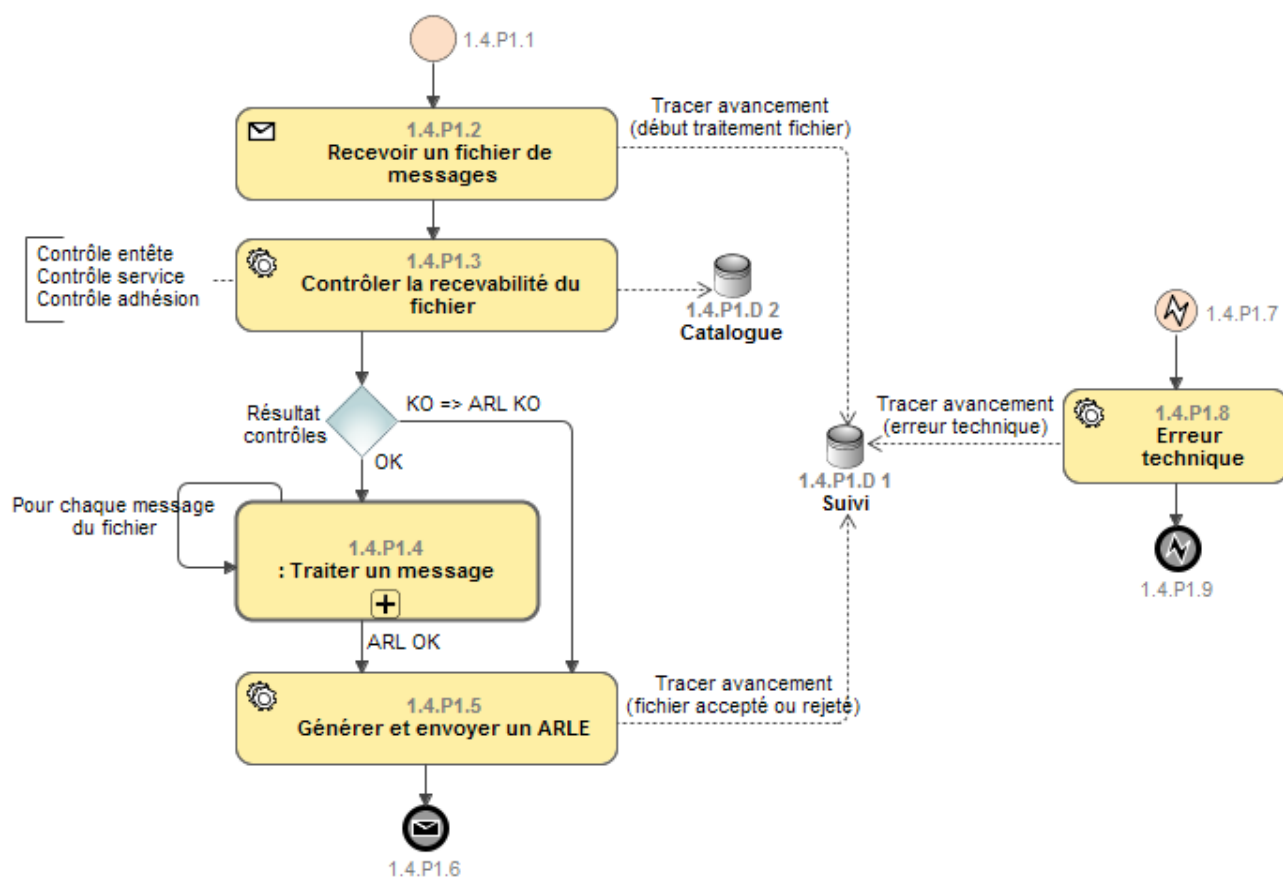 1.4.P1.1
1.4.P1.2
Recevoir un fichier de
messages
Tracer avancement
(début traitement fichier)
Contrôle entête
Contrôle service
Contrôle adhésion
1.4.P1.3
Contrôler la recevabilité du
fichier
1.4.P1.D 2
Catalogue
1.4.P1.7
Résultat
contrôles
KO => ARL KO
OK
Tracer avancement
(erreur technique)
1.4.P1.8
Erreur
technique
1.4.P1.D 1
Suivi
Pour chaque message
du fichier
1.4.P1.4
: Traiter un message
ARL OK
1.4.P1.9
1.4.P1.5
Générer et envoyer un ARLE
Tracer avancement
(fichier accepté ou rejeté)
1.4.P1.6